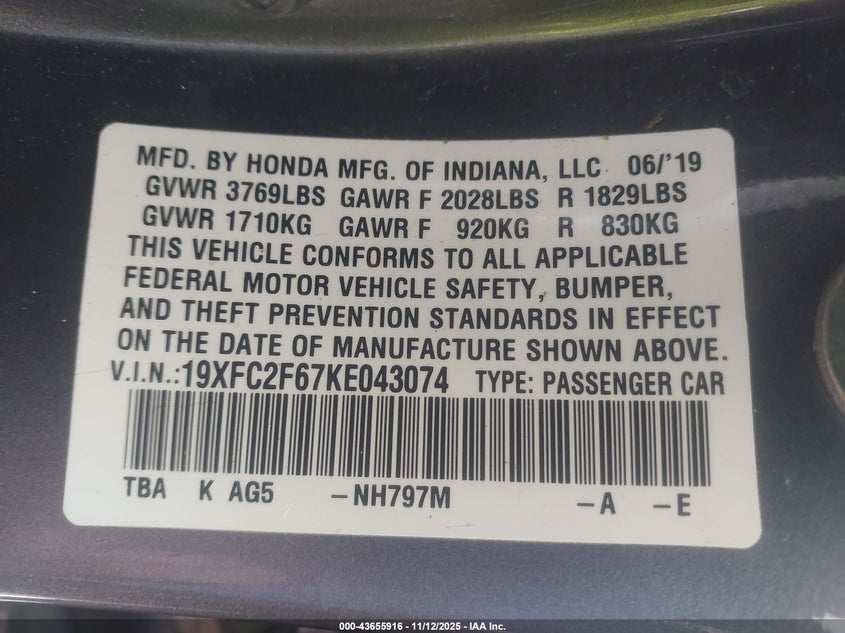 MFD. BY HONDA MFG. OF INDIANA, LLC 06/'19
GVWR 3769LBS GAWR F 2028LBS R 1829LBS
GVWR 1710KG GAWR F 920KG R 830KG
THIS VEHICLE CONFORMS TO ALL APPLICABLE
FEDERAL MOTOR VEHICLE SAFETY, BUMPER,
AND THEFT PREVENTION STANDARDS IN EFFECT
ON THE DATE OF MANUFACTURE SHOWN ABOVE.
V.I.N.:19XFC2F67KE043074 TYPE: PASSENGER CAR
TBA K AG5 –NH797M –A –E
000-43655916 - 11/12/2025 - IAA Inc.